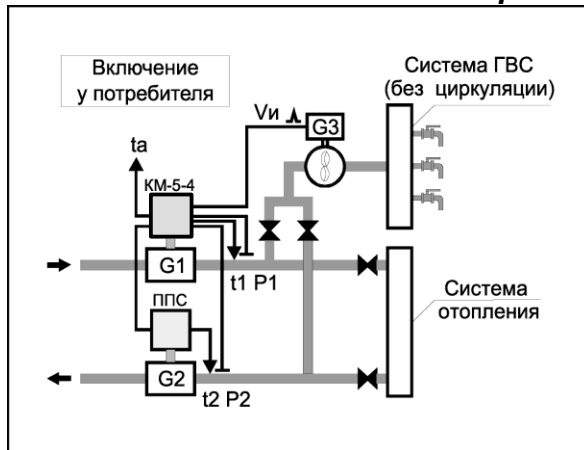 Включение
у потребителя
Система ГВС
(без циркуляции)
Vи
G3
ta
КМ-5-4
G1
t1 P1
ППС
Система
отопления
G2
t2 P2